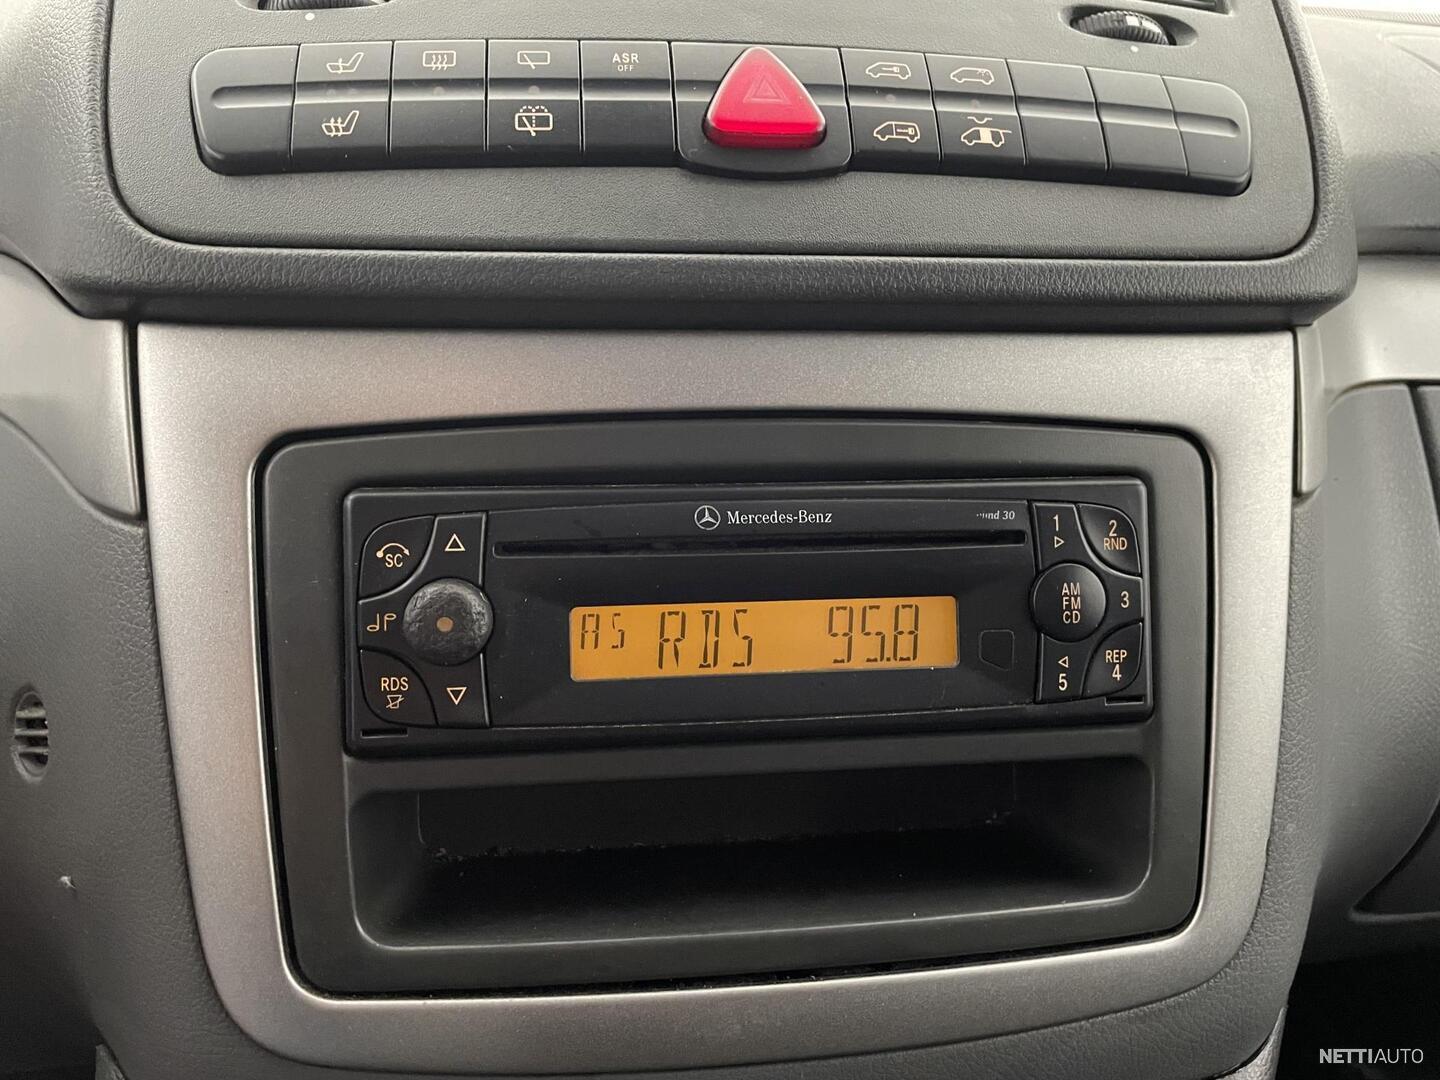 ASR
OFF
Mercedes-Benz
30
SC
1
2
RND
AM
FM
CD
3
AS RDS 95.8
RDS
5
REP
4
NETTIAUTO